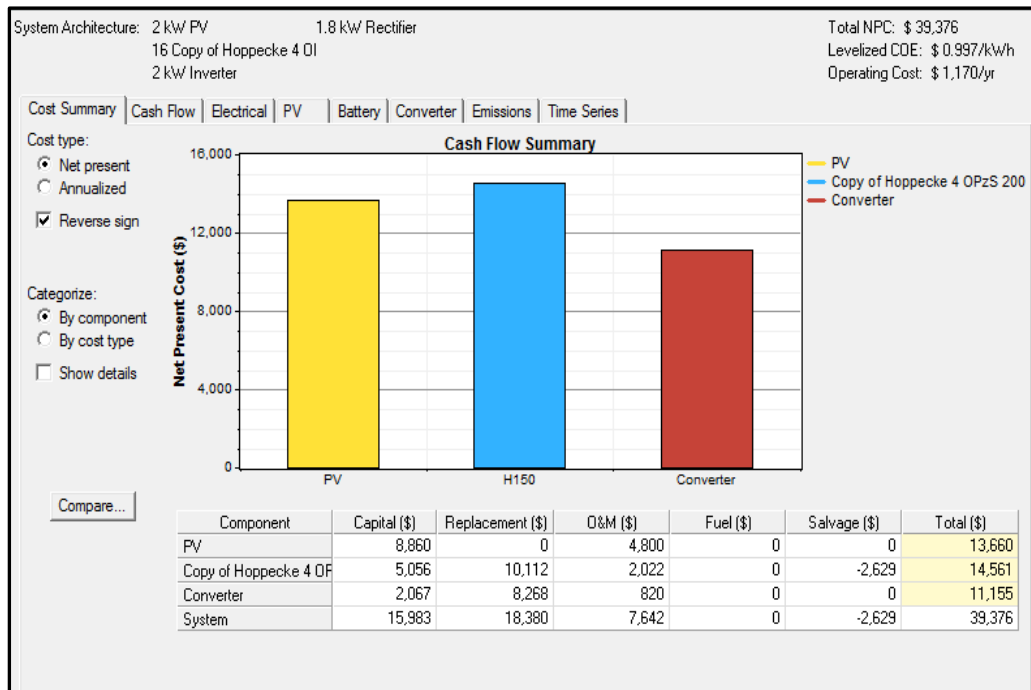 System Architecture: 2 kW PV 1.8 kW Rectifier
16 Copy of Hoppecke 4 OI
2 kW Inverter
Total NPC: $ 39,376
Levelized COE: $ 0.997/kWh
Operating Cost: $ 1,170/yr
Cost Summary Cash Flow Electrical PV Battery Converter Emissions Time Series
Cost type:
Net present
Annualized
Reverse sign
Categorize:
By component
By cost type
Show details
Compare...
Cash Flow Summary
Net Present Cost ($)
16,000
12,000
8,000
4,000
0
PV H150 Converter
PV
Copy of Hoppecke 4 OPzS 200
Converter
Component Capital ($) Replacement ($) O&M ($) Fuel ($) Salvage ($) Total ($)
PV 8,860 0 4,800 0 0 13,660
Copy of Hoppecke 4 OF 5,056 10,112 2,022 0 -2,629 14,561
Converter 2,067 8,268 820 0 0 11,155
System 15,983 18,380 7,642 0 -2,629 39,376